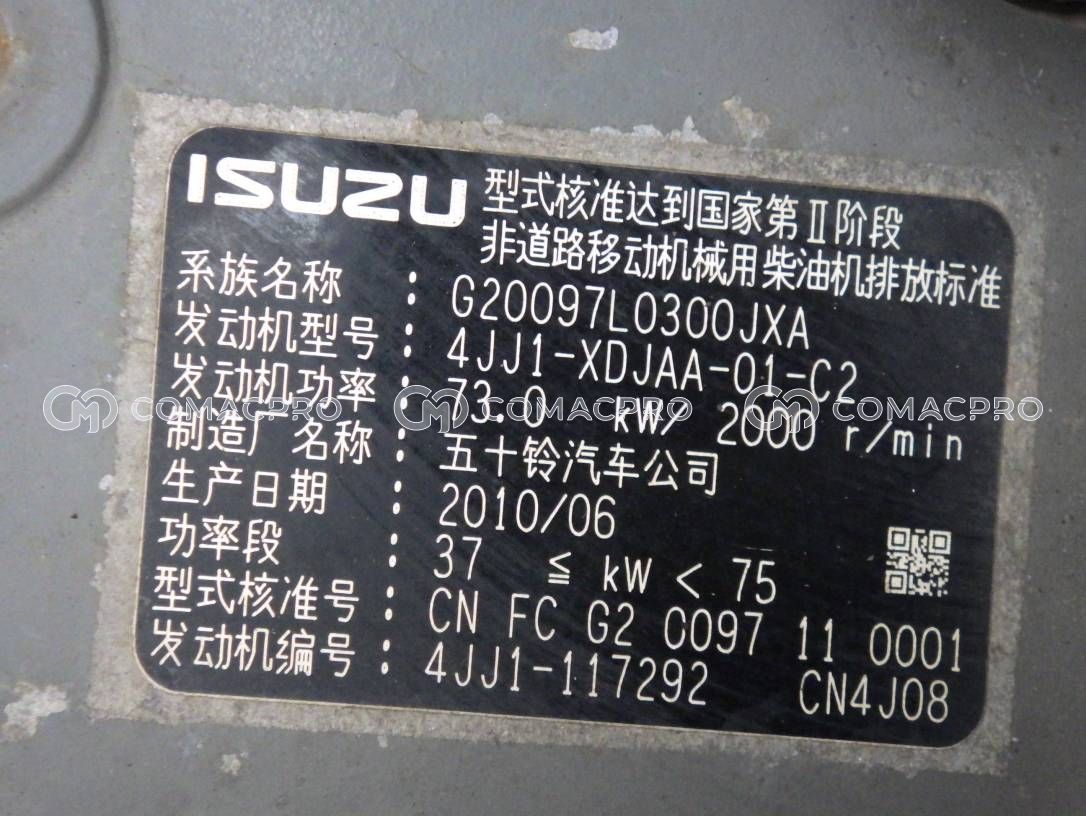 ISUZU 型式核准达到国家第Ⅱ阶段
非道路移动机械用柴油机排放标准
系族名称 : G20097L0300JXA
发动机型号 : 4JJ1-XDJAA-01-C2
发动机功率 : 73.0 kW/ 2000 r/min
COMACPRO COMACPRO COMACPRO
制造厂名称 : 五十铃汽车公司
生产日期 : 2010/06
功率段 : 37 ≦ kW < 75
型式核准号 : CN FC G2 0097 11 0001
发动机编号 : 4JJ1-117292 CN4J08